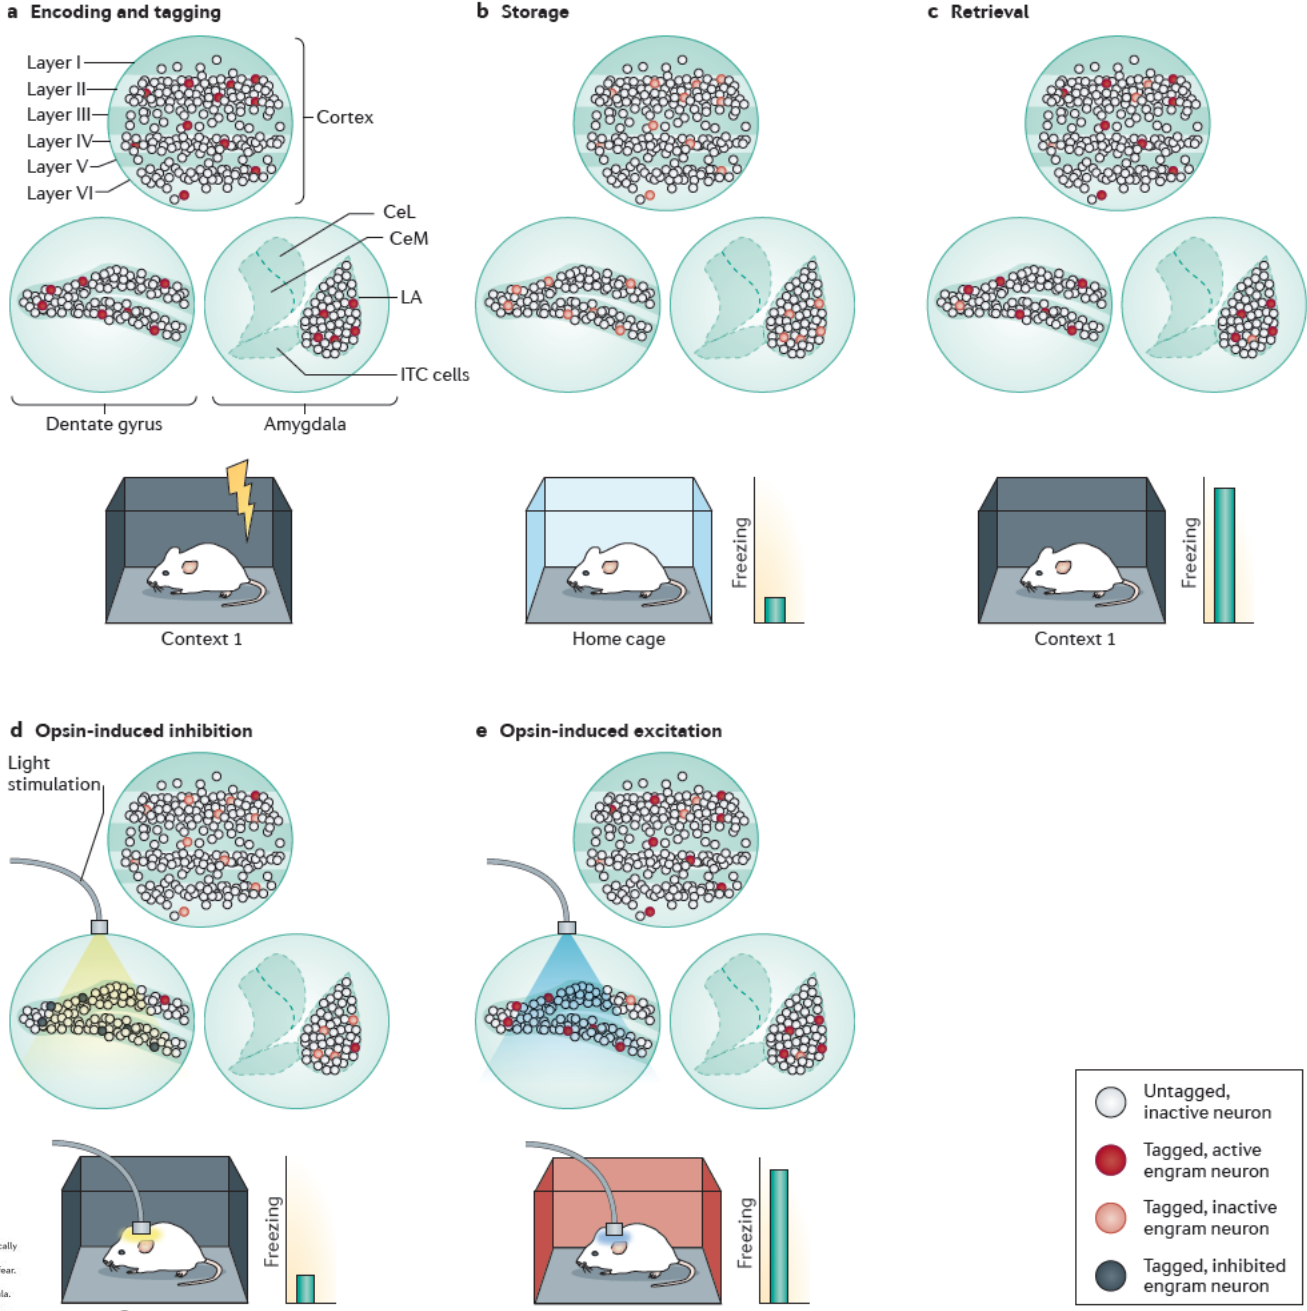 a Encoding and tagging
b Storage
c Retrieval
Layer I
Layer II
Layer III
Layer IV
Layer V
Layer VI
Cortex
CeL
CeM
LA
ITC cells
Dentate gyrus
Amygdala
Context 1
Home cage
Freezing
Context 1
Freezing
d Opsin-induced inhibition
e Opsin-induced excitation
Light
stimulation
Freezing
Freezing
Untagged,
inactive neuron
Tagged, active
engram neuron
Tagged, inactive
engram neuron
Tagged, inhibited
engram neuron
cally
ear.
la.